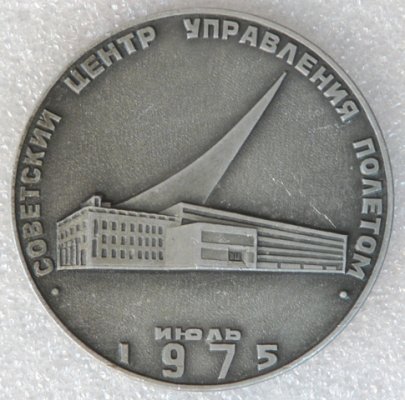 СОВЕТСКИЙ ЦЕНТР УПРАВЛЕНИЯ ПОЛЕТОМ
ИЮЛЬ
1975